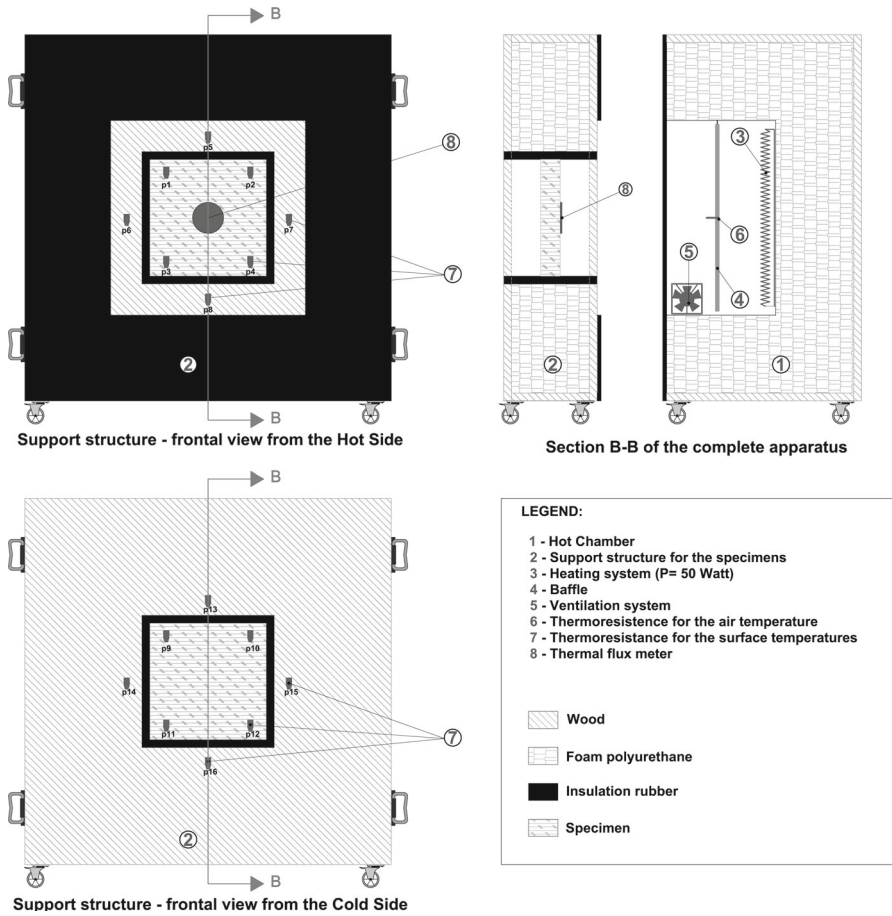 B
8
p5
p1
p2
p6
p7
p3
p4
7
p8
2
B
Support structure - frontal view from the Hot Side
3
8
6
5
4
2
1
Section B-B of the complete apparatus
B
p13
p9
p10
p14
p15
p11
p12
7
p16
2
B
Support structure - frontal view from the Cold Side
LEGEND:
1 - Hot Chamber
2 - Support structure for the specimens
3 - Heating system (P= 50 Watt)
4 - Baffle
5 - Ventilation system
6 - Thermoresistence for the air temperature
7 - Thermoresistance for the surface temperatures
8 - Thermal flux meter
Wood
Foam polyurethane
Insulation rubber
Specimen